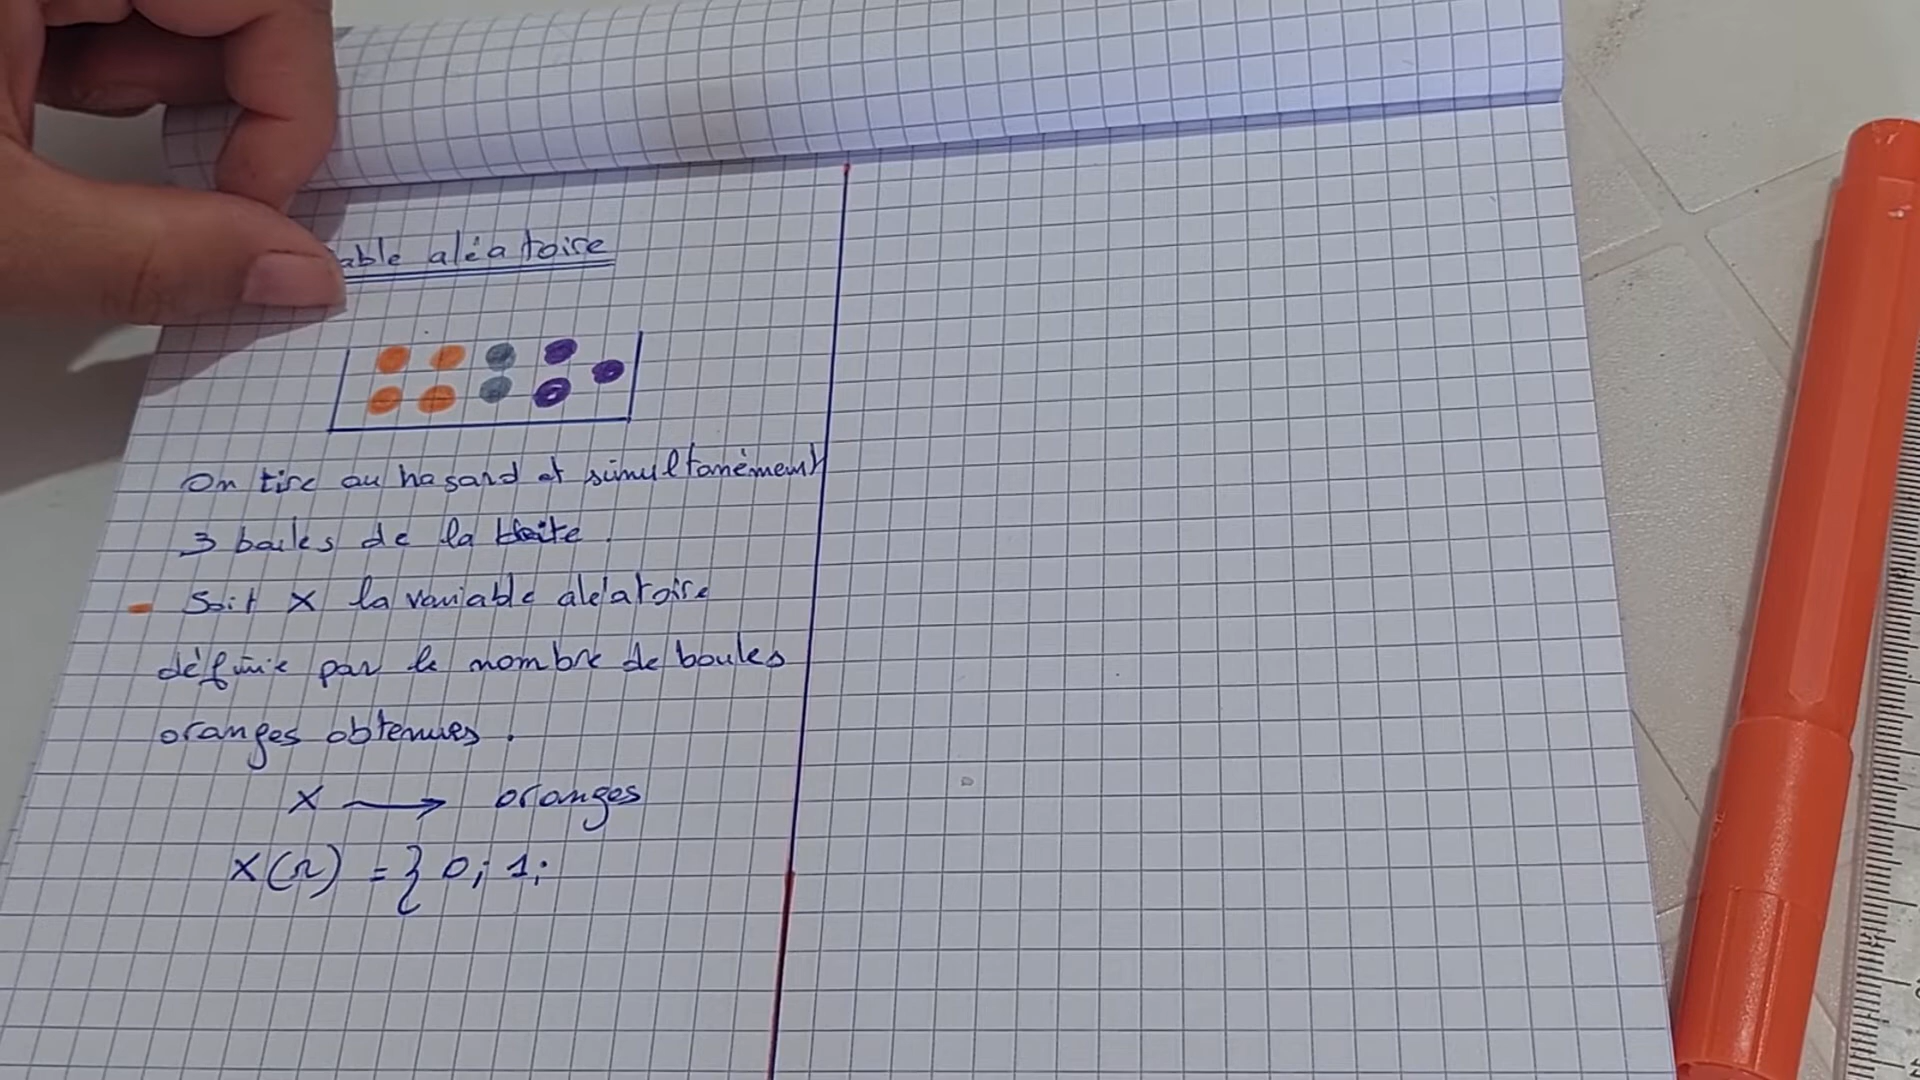 able aléatoire
On tire au hasard et simultanément
3 boules de la boite.
- Soit X la variable aléatoire
définie par le nombre de boules
oranges obtenues.
X → oranges
X(Ω) = { 0; 1;